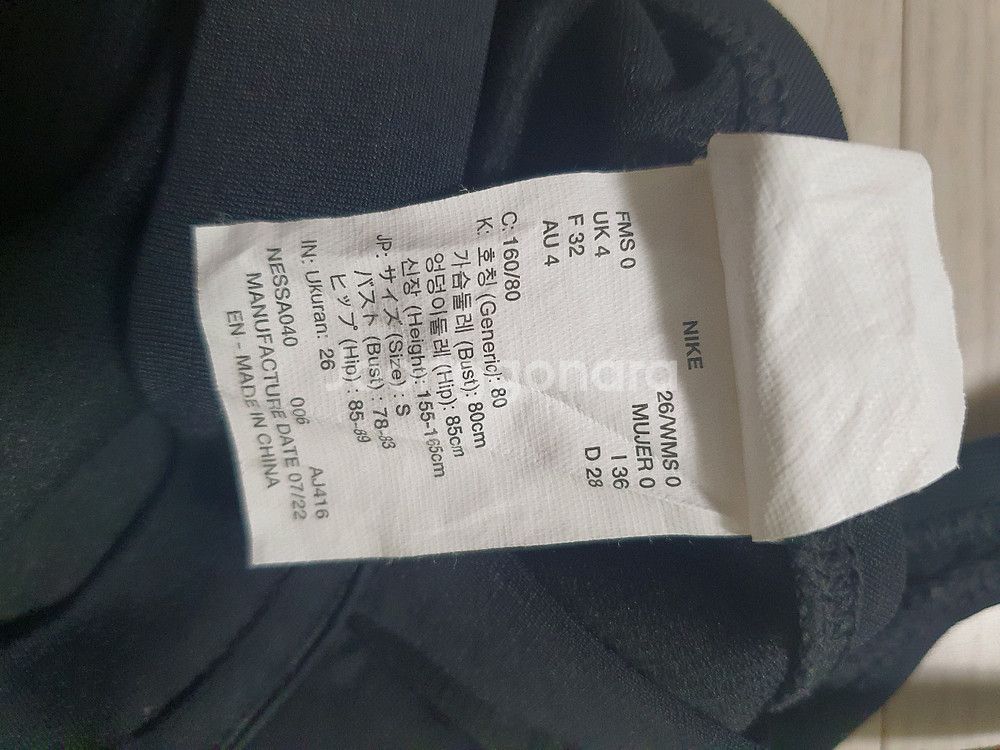 NIKE
26/WMS 0
FMS 0 MUJER 0
UK 4 I 36
F 32 D 28
AU 4
C: 160/80
K: 호칭 (Generic): 80
가슴둘레 (Bust): 80cm
엉덩이둘레 (Hip): 85cm
신장 (Height): 155-165cm
JP: サイズ (Size) : S
バスト (Bust) : 78-83
ヒップ (Hip) : 85-89
IN: Ukuran: 26
NESSA040 006 AJ416
MANUFACTURE DATE 07/22
EN - MADE IN CHINA